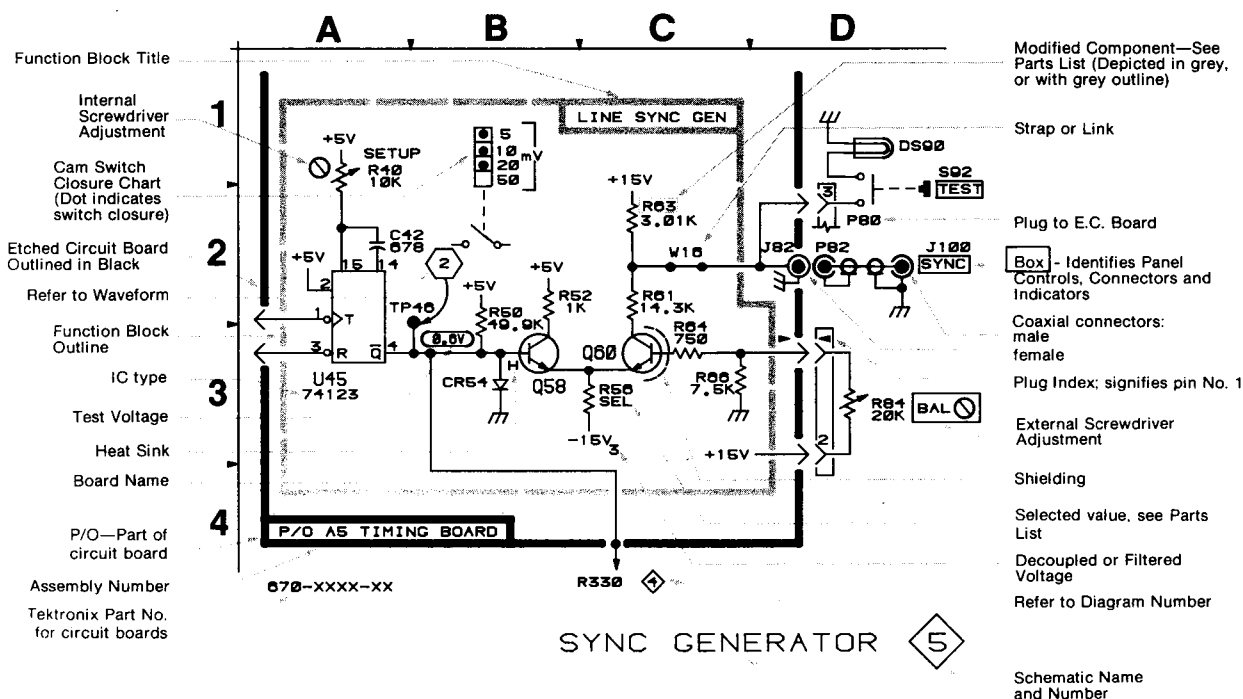 A B C D
Function Block Title
Internal
Screwdriver
Adjustment
Cam Switch
Closure Chart
(Dot indicates
switch closure)
Etched Circuit Board
Outlined in Black
Refer to Waveform
Function Block
Outline
IC type
Test Voltage
Heat Sink
Board Name
P/O—Part of
circuit board
Assembly Number
Tektronix Part No.
for circuit boards
1
2
3
4
LINE SYNC GEN
+5V
SETUP
R40
10K
5
10
20
50
mV
C42
676
15 14
+5V
2
1
T
3
R
Q 4
U45
74123
2
TP46
0.6V
+5V
R50
49.9K
+5V
R52
1K
H
CR54
Q58
+15V
R63
3.01K
W16
R61
14.3K
Q60
R64
750
R56
SEL
-15V
3
R66
7.5K
+15V
DS90
S92
TEST
3
P80
J82
P82
J100
SYNC
R84
20K
BAL
2
P/O A5 TIMING BOARD
670-XXXX-XX
R330
4
SYNC GENERATOR
5
Modified Component—See
Parts List (Depicted in grey,
or with grey outline)
Strap or Link
Plug to E.C. Board
Box - Identifies Panel
Controls, Connectors and
Indicators
Coaxial connectors:
male
female
Plug Index; signifies pin No. 1
External Screwdriver
Adjustment
Shielding
Selected value, see Parts
List
Decoupled or Filtered
Voltage
Refer to Diagram Number
Schematic Name
and Number